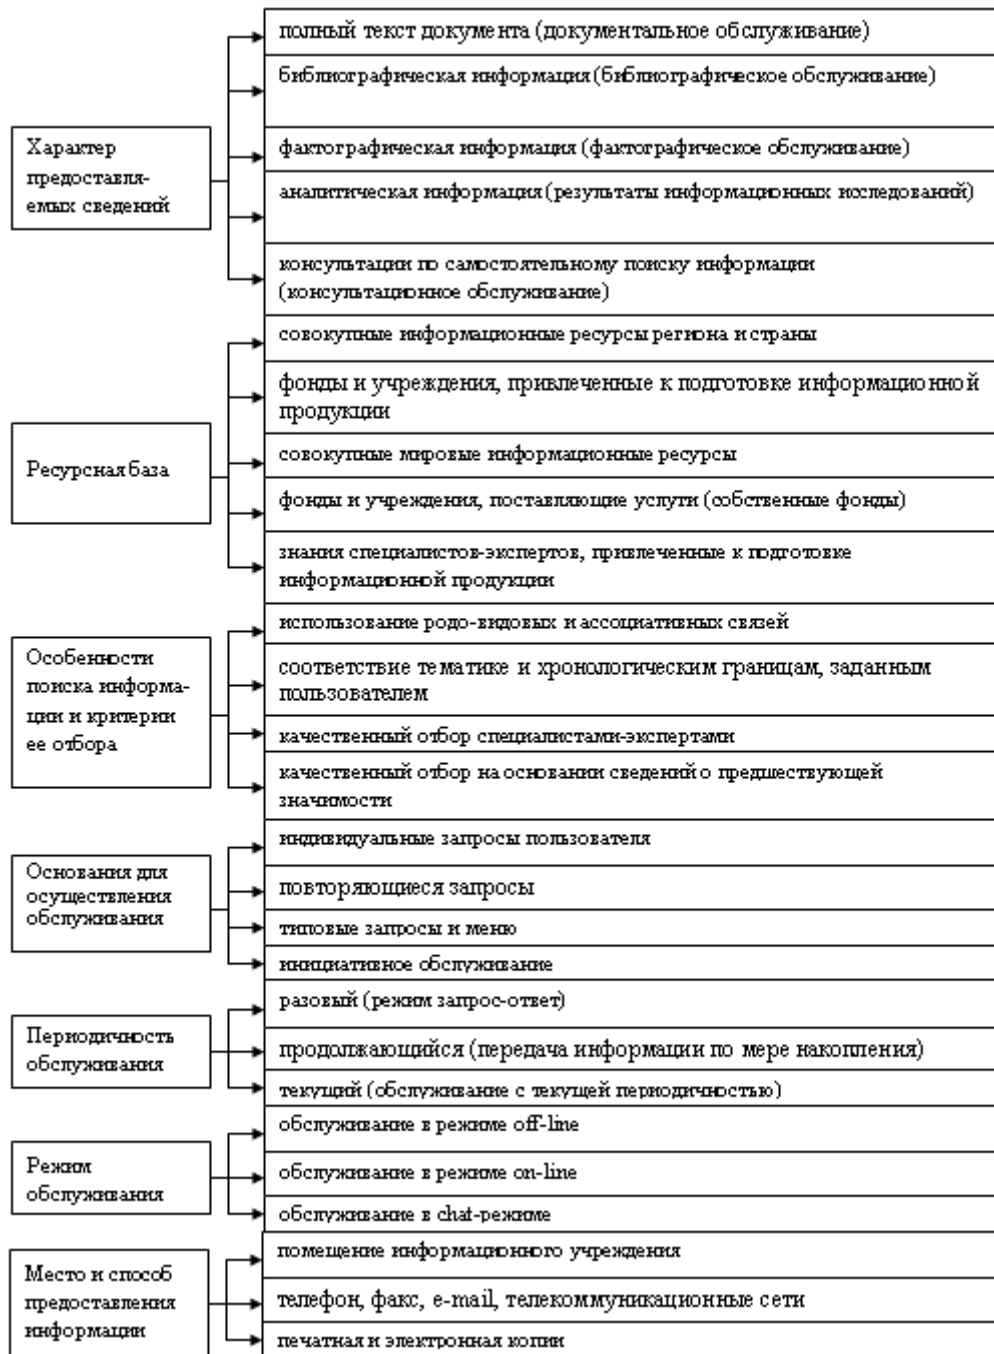 Характер
предоставля-
емых сведений
полный текст документа (документальное обслуживание)
библиографическая информация (библиографическое обслуживание)
фактографическая информация (фактографическое обслуживание)
аналитическая информация (результаты информационных исследований)
консультации по самостоятельному поиску информации
(консультационное обслуживание)
Ресурсная база
совокупные информационные ресурсы региона и страны
фонды и учреждения, привлеченные к подготовке информационной
продукции
совокупные мировые информационные ресурсы
фонды и учреждения, поставляющие услуги (собственные фонды)
знания специалистов-экспертов, привлеченные к подготовке
информационной продукции
Особенности
поиска информа-
ции и критерии
ее отбора
использование родо-видовых и ассоциативных связей
соответствие тематике и хронологическим границам, заданным
пользователем
качественный отбор специалистами-экспертами
качественный отбор на основании сведений о предшествующей
значимости
Основания для
осуществления
обслуживания
индивидуальные запросы пользователя
повторяющиеся запросы
типовые запросы и меню
инициативное обслуживание
Периодичность
обслуживания
разовый (режим запрос-ответ)
продолжающийся (передача информации по мере накопления)
текущий (обслуживание с текущей периодичностью)
Режим
обслуживания
обслуживание в режиме off-line
обслуживание в режиме on-line
обслуживание в chat-режиме
Место и способ
предоставления
информации
помещение информационного учреждения
телефон, факс, e-mail, телекоммуникационные сети
печатная и электронная копии